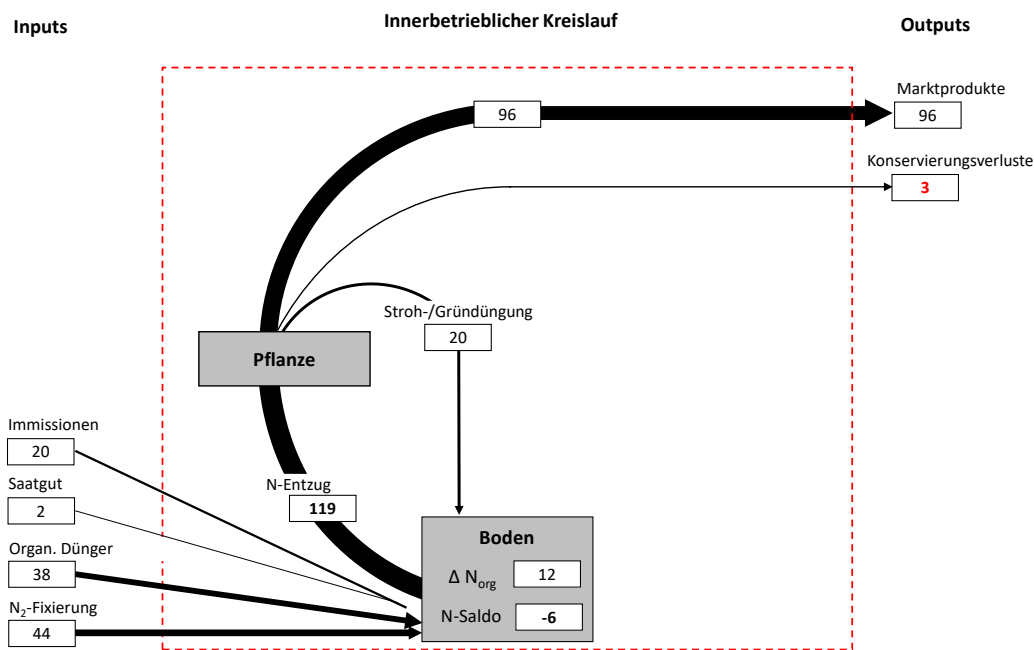 Inputs
Innerbetrieblicher Kreislauf
Outputs
Marktprodukte
96
96
Konservierungsverluste
3
Stroh-/Gründüngung
20
Pflanze
Immissionen
20
Saatgut
2
N-Entzug
119
Organ. Dünger
38
N₂-Fixierung
44
Boden
Δ Norg 12
N-Saldo -6